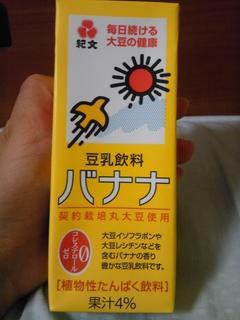 紀文
毎日続ける
大豆の健康
豆乳飲料
バナナ
契約栽培丸大豆使用
コレステロール
ゼロ
0
大豆イソフラボンや
大豆レシチンなどを
含むバナナの香り
豊かな豆乳飲料です。
[植物性たんぱく飲料]
果汁4%